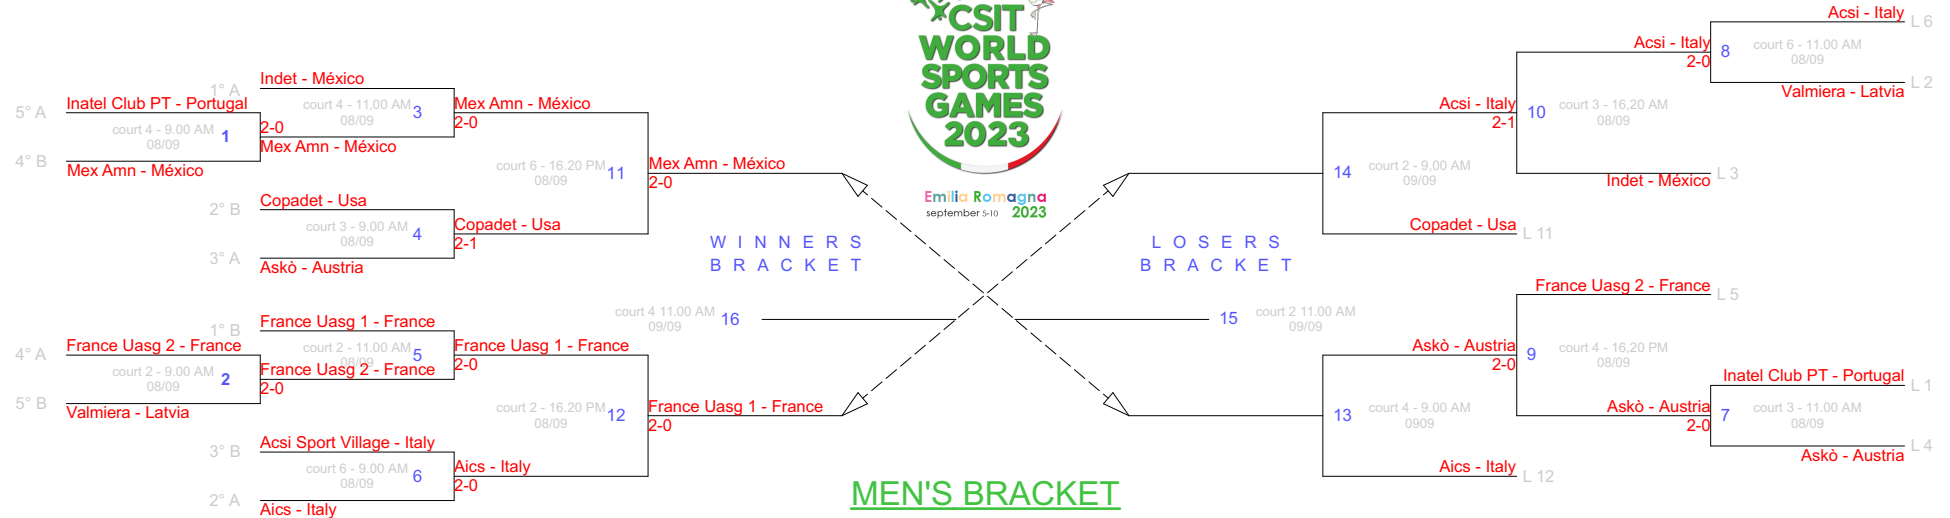 CSIT
WORLD
SPORTS
GAMES
2023
Emilia Romagna
september 5-10 2023
WINNERS
BRACKET
LOSERS
BRACKET
1° A
Indet - México
5° A
Inatel Club PT - Portugal
court 4 - 11,00 AM
08/09
3
Mex Amn - México
2-0
court 4 - 9.00 AM
08/09
1
2-0
Mex Amn - México
4° B
Mex Amn - México
court 6 - 16.20 PM
08/09
11
Mex Amn - México
2-0
2° B
Copadet - Usa
court 3 - 9.00 AM
08/09
4
Copadet - Usa
2-1
3° A
Askò - Austria
1° B
France Uasg 1 - France
4° A
France Uasg 2 - France
court 2 - 11.00 AM
08/09
5
France Uasg 1 - France
2-0
court 2 - 9.00 AM
08/09
2
France Uasg 2 - France
2-0
5° B
Valmiera - Latvia
court 2 - 16.20 PM
08/09
12
France Uasg 1 - France
2-0
3° B
Acsi Sport Village - Italy
court 6 - 9.00 AM
08/09
6
Aics - Italy
2-0
2° A
Aics - Italy
court 4 11.00 AM
09/09
16
15
court 2 11.00 AM
09/09
Acsi - Italy
L 6
Acsi - Italy
2-0
8
court 6 - 11.00 AM
08/09
Valmiera - Latvia
L 2
Acsi - Italy
2-1
10
court 3 - 16,20 AM
08/09
Indet - México
L 3
14
court 2 - 9,00 AM
09/09
Copadet - Usa
L 11
France Uasg 2 - France
L 5
Askò - Austria
2-0
9
court 4 - 16,20 PM
08/09
Inatel Club PT - Portugal
L 1
Askò - Austria
2-0
7
court 3 - 11.00 AM
08/09
Askò - Austria
L 4
13
court 4 - 9.00 AM
0909
Aics - Italy
L 12
MEN'S BRACKET